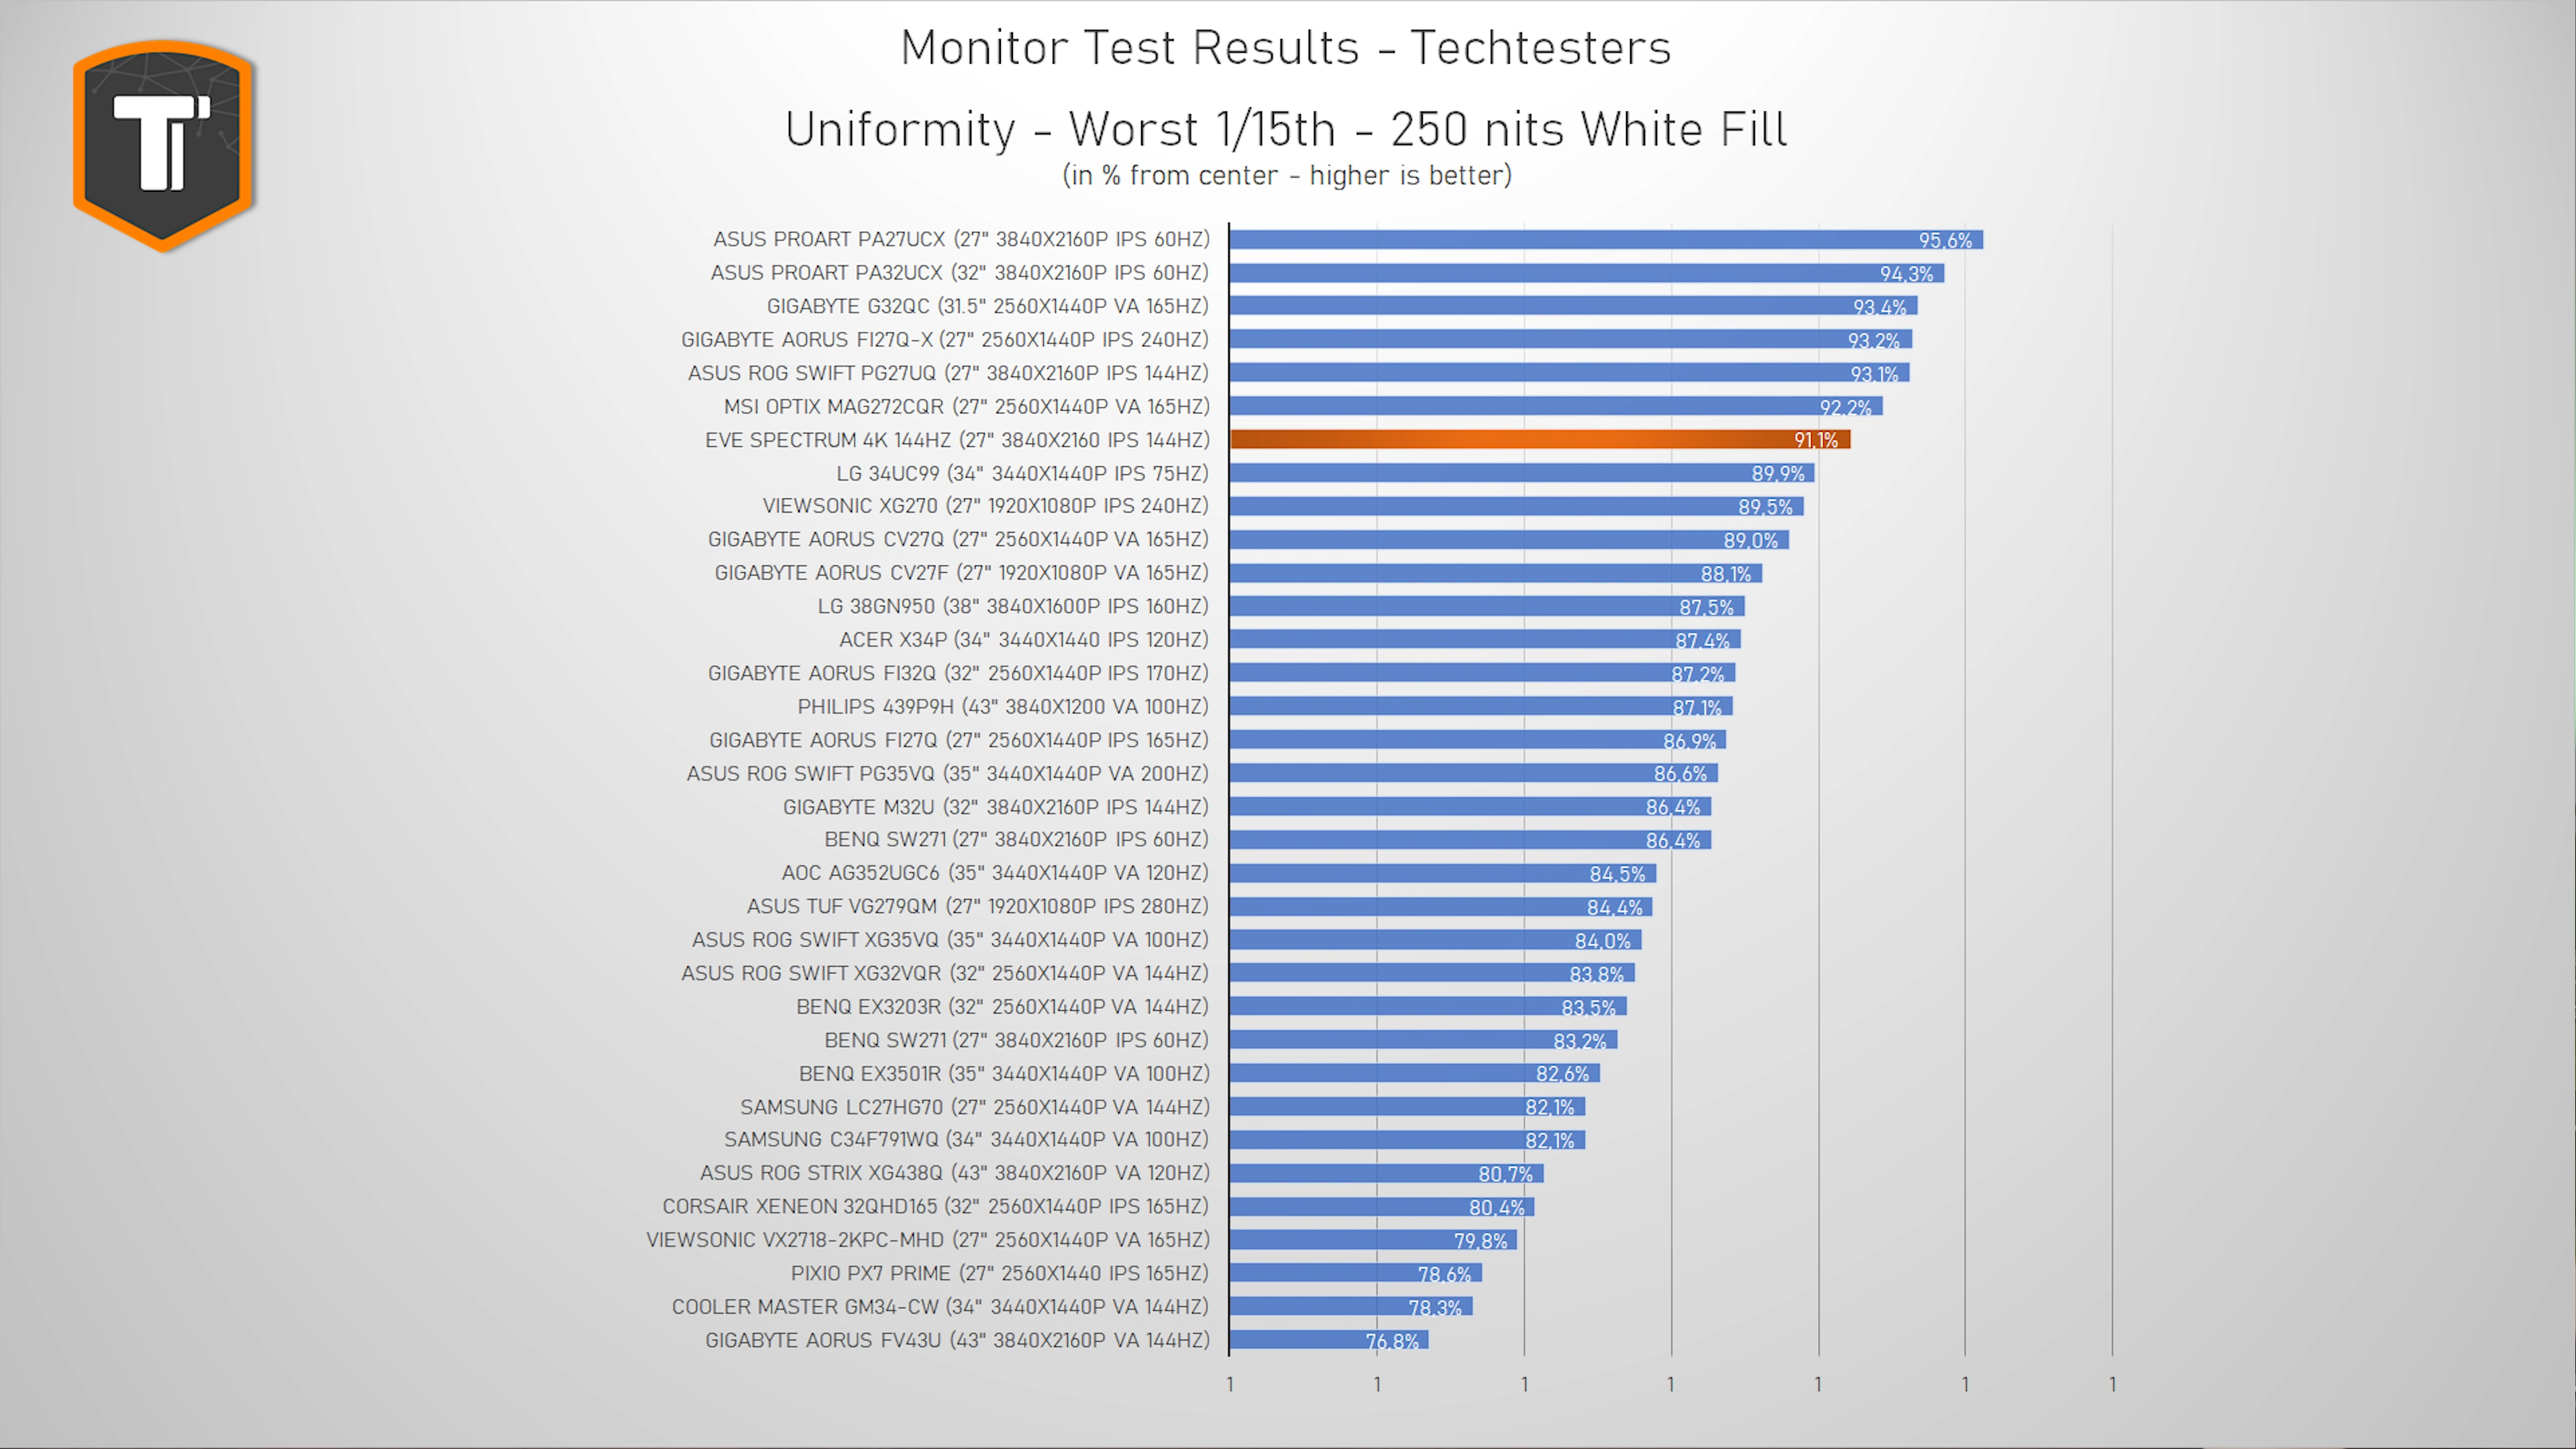 Monitor Test Results - Techtesters
Uniformity - Worst 1/15th - 250 nits White Fill
(in % from center - higher is better)
ASUS PROART PA27UCX (27" 3840X2160P IPS 60HZ) 95,6%
ASUS PROART PA32UCX (32" 3840X2160P IPS 60HZ) 94,3%
GIGABYTE G32QC (31.5" 2560X1440P VA 165HZ) 93,4%
GIGABYTE AORUS FI27Q-X (27" 2560X1440P IPS 240HZ) 93,2%
ASUS ROG SWIFT PG27UQ (27" 3840X2160P IPS 144HZ) 93,1%
MSI OPTIX MAG272CQR (27" 2560X1440P VA 165HZ) 92,2%
EVE SPECTRUM 4K 144HZ (27" 3840X2160 IPS 144HZ) 91,1%
LG 34UC99 (34" 3440X1440P IPS 75HZ) 89,9%
VIEWSONIC XG270 (27" 1920X1080P IPS 240HZ) 89,5%
GIGABYTE AORUS CV27Q (27" 2560X1440P VA 165HZ) 89,0%
GIGABYTE AORUS CV27F (27" 1920X1080P VA 165HZ) 88,1%
LG 38GN950 (38" 3840X1600P IPS 160HZ) 87,5%
ACER X34P (34" 3440X1440 IPS 120HZ) 87,4%
GIGABYTE AORUS FI32Q (32" 2560X1440P IPS 170HZ) 87,2%
PHILIPS 439P9H (43" 3840X1200 VA 100HZ) 87,1%
GIGABYTE AORUS FI27Q (27" 2560X1440P IPS 165HZ) 86,9%
ASUS ROG SWIFT PG35VQ (35" 3440X1440P VA 200HZ) 86,6%
GIGABYTE M32U (32" 3840X2160P IPS 144HZ) 86,4%
BENQ SW271 (27" 3840X2160P IPS 60HZ) 86,4%
AOC AG352UGC6 (35" 3440X1440P VA 120HZ) 84,5%
ASUS TUF VG279QM (27" 1920X1080P IPS 280HZ) 84,4%
ASUS ROG SWIFT XG35VQ (35" 3440X1440P VA 100HZ) 84,0%
ASUS ROG SWIFT XG32VQR (32" 2560X1440P VA 144HZ) 83,8%
BENQ EX3203R (32" 2560X1440P VA 144HZ) 83,5%
BENQ SW271 (27" 3840X2160P IPS 60HZ) 83,2%
BENQ EX3501R (35" 3440X1440P VA 100HZ) 82,6%
SAMSUNG LC27HG70 (27" 2560X1440P VA 144HZ) 82,1%
SAMSUNG C34F791WQ (34" 3440X1440P VA 100HZ) 82,1%
ASUS ROG STRIX XG438Q (43" 3840X2160P VA 120HZ) 80,7%
CORSAIR XENEON 32QHD165 (32" 2560X1440P IPS 165HZ) 80,4%
VIEWSONIC VX2718-2KPC-MHD (27" 2560X1440P VA 165HZ) 79,8%
PIXIO PX7 PRIME (27" 2560X1440 IPS 165HZ) 78,6%
COOLER MASTER GM34-CW (34" 3440X1440P VA 144HZ) 78,3%
GIGABYTE AORUS FV43U (43" 3840X2160P VA 144HZ) 76,8%
1 1 1 1 1 1 1